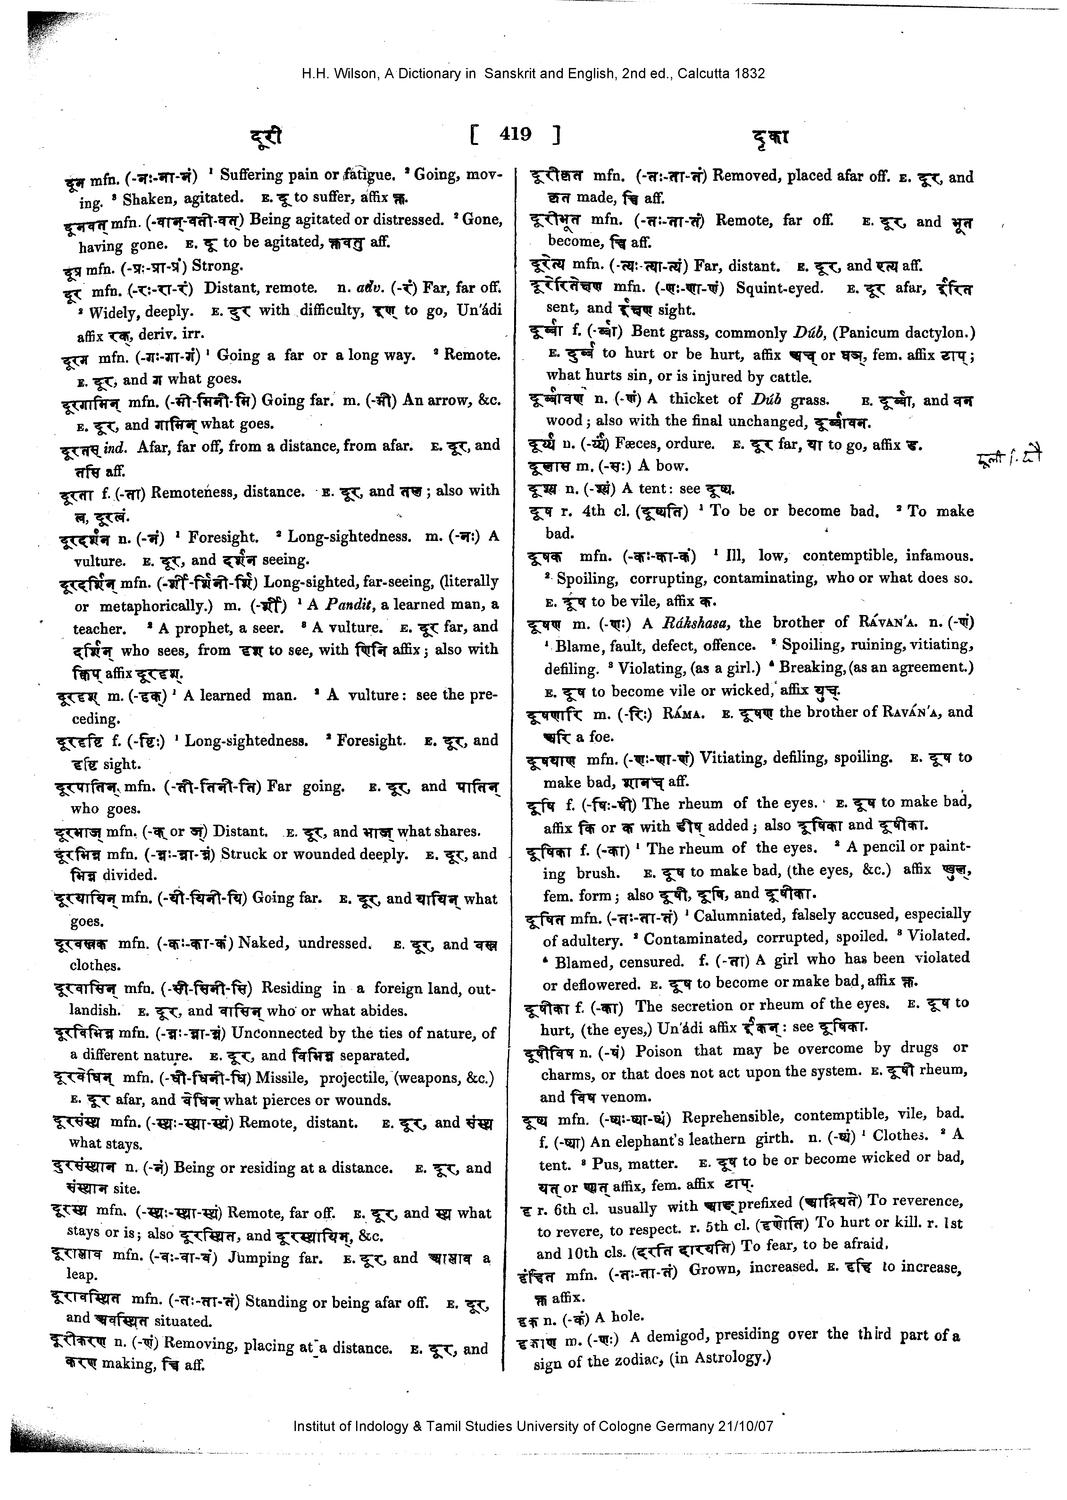 H.H. Wilson, A Dictionary in Sanskrit and English, 2nd ed., Calcutta 1832
दूरी [ 419 ] दृका
दून mfn. (-नः-ना-नं) ¹ Suffering pain or fatigue. ² Going, mov-
ing. ³ Shaken, agitated. E. दू to suffer, affix क्त.
दूनवत् mfn. (-वान्-वती-वत्) Being agitated or distressed. ² Gone,
having gone. E. दू to be agitated, क्तवतु aff.
दूप्र mfn. (-प्रः-प्रा-प्रं) Strong.
दूर mfn. (-रः-रा-रं) Distant, remote. n. adv. (-रं) Far, far off.
² Widely, deeply. E. दुर with difficulty, इण् to go, Un'ádi
affix रक्, deriv. irr.
दूरग mfn. (-गः-गा-गं) ¹ Going a far or a long way. ² Remote.
E. दूर, and ग what goes.
दूरगामिन् mfn. (-मी-मिनी-मि) Going far. m. (-मी) An arrow, &c.
E. दूर, and गामिन् what goes.
दूरतस् ind. Afar, far off, from a distance, from afar. E. दूर, and
तसि aff.
दूरता f. (-ता) Remoteness, distance. E. दूर, and तल्; also with
त्व, दूरत्वं.
दूरदर्शन n. (-नं) ¹ Foresight. ² Long-sightedness. m. (-नः) A
vulture. E. दूर, and दर्शन seeing.
दूरदर्शिन् mfn. (-र्शी-र्शिनी-र्शि) Long-sighted, far-seeing, (literally
or metaphorically.) m. (-र्शी) ¹ A Pandit, a learned man, a
teacher. ² A prophet, a seer. ³ A vulture. E. दूर far, and
दर्शिन् who sees, from दृश to see, with णिनि affix; also with
क्विप् affix दूरदृश्.
दूरदृश् m. (-दृक्) ¹ A learned man. ² A vulture: see the pre-
ceding.
दूरदृष्टि f. (-ष्टिः) ¹ Long-sightedness. ² Foresight. E. दूर, and
दृष्टि sight.
दूरपातिन् mfn. (-ती-तिनी-ति) Far going. E. दूर, and पातिन्
who goes.
दूरभाज् mfn. (-क् or ज्) Distant. E. दूर, and भाज् what shares.
दूरभिन्न mfn. (-न्नः-न्ना-न्नं) Struck or wounded deeply. E. दूर, and
भिन्न divided.
दूरयायिन् mfn. (-यी-यिनी-यि) Going far. E. दूर, and यायिन् what
goes.
दूरवस्त्रक mfn. (-कः-का-कं) Naked, undressed. E. दूर, and वस्त्र
clothes.
दूरवासिन् mfn. (-सी-सिनी-सि) Residing in a foreign land, out-
landish. E. दूर, and वासिन् who or what abides.
दूरविभिन्न mfn. (-न्नः-न्ना-न्नं) Unconnected by the ties of nature, of
a different nature. E. दूर, and विभिन्न separated.
दूरवेधिन् mfn. (-धी-धिनी-धि) Missile, projectile, (weapons, &c.)
E. दूर afar, and वेधिन् what pierces or wounds.
दूरसंस्थ mfn. (-स्थः-स्था-स्थं) Remote, distant. E. दूर, and संस्थ
what stays.
दुरसंस्थान n. (-नं) Being or residing at a distance. E. दूर, and
संस्थान site.
दूरस्थ mfn. (-स्थः-स्था-स्थं) Remote, far off. E. दूर, and स्थ what
stays or is; also दूरस्थित, and दूरस्थायिन्, &c.
दूराप्लाव mfn. (-वः-वा-वं) Jumping far. E. दूर, and आप्लाव a
leap.
दूरावस्थित mfn. (-तः-ता-तं) Standing or being afar off. E. दूर,
and अवस्थित situated.
दूरीकरण n. (-णं) Removing, placing at a distance. E. दूर, and
करण making, च्वि aff.
दूरीकृत mfn. (-तः-ता-तं) Removed, placed afar off. E. दूर, and
कृत made, च्वि aff.
दूरीभूत mfn. (-तः-ता-तं) Remote, far off. E. दूर, and भूत
become, च्वि aff.
दूरेत्य mfn. (-त्यः-त्या-त्यं) Far, distant. E. दूर, and एत्य aff.
दूरेरितेक्षण mfn. (-णः-णा-णं) Squint-eyed. E. दूर afar, ईरित
sent, and ईक्षण sight.
दूर्व्वा f. (-र्व्वा) Bent grass, commonly Dúb, (Panicum dactylon.)
E. दुर्व्व to hurt or be hurt, affix अच् or घञ्, fem. affix टाप्;
what hurts sin, or is injured by cattle.
दूर्व्वावण n. (-णं) A thicket of Dúb grass. E. दूर्व्वा, and वन
wood; also with the final unchanged, दूर्व्वावन.
दूर्य्य n. (-र्य्यं) Fæces, ordure. E. दूर far, या to go, affix ड.
दूलास m. (-सः) A bow.
दूश्य n. (-श्यं) A tent: see दूष्य.
दूष r. 4th cl. (दूष्यति) ¹ To be or become bad. ² To make
bad.
दूषक mfn. (-कः-का-कं) ¹ Ill, low, contemptible, infamous.
² Spoiling, corrupting, contaminating, who or what does so.
E. दूष to be vile, affix क.
दूषण m. (-णः) A Rákshasa, the brother of RÁVAN'A. n. (-णं)
¹ Blame, fault, defect, offence. ² Spoiling, ruining, vitiating,
defiling. ³ Violating, (as a girl.) ⁴ Breaking, (as an agreement.)
E. दूष to become vile or wicked, affix युच्.
दूषणारि m. (-रिः) RÁMA. E. दूषण the brother of RAVÁN'A, and
अरि a foe.
दूषयाण mfn. (-णः-णा-णं) Vitiating, defiling, spoiling. E. दूष to
make bad, शानच् aff.
दूषि f. (-षिः-षी) The rheum of the eyes. E. दूष to make bad,
affix कि or क with ङीष् added; also दूषिका and दूषीका.
दूषिका f. (-का) ¹ The rheum of the eyes. ² A pencil or paint-
ing brush. E. दूष to make bad, (the eyes, &c.) affix ण्वुल्,
fem. form; also दूषी, दूषि, and दूषीका.
दूषित mfn. (-तः-ता-तं) ¹ Calumniated, falsely accused, especially
of adultery. ² Contaminated, corrupted, spoiled. ³ Violated.
⁴ Blamed, censured. f. (-ता) A girl who has been violated
or deflowered. E. दूष to become or make bad, affix क्त.
दूषीका f. (-का) The secretion or rheum of the eyes. E. दूष to
hurt, (the eyes,) Un'ádi affix ईकन्: see दूषिका.
दूषीविष n. (-षं) Poison that may be overcome by drugs or
charms, or that does not act upon the system. E. दूषी rheum,
and विष venom.
दूष्य mfn. (-ष्यः-ष्या-ष्यं) Reprehensible, contemptible, vile, bad.
f. (-ष्या) An elephant's leathern girth. n. (-ष्यं) ¹ Clothes. ² A
tent. ³ Pus, matter. E. दूष to be or become wicked or bad,
यत् or ण्यत् affix, fem. affix टाप्.
दृ r. 6th cl. usually with आङ् prefixed (आद्रियते) To reverence,
to revere, to respect. r. 5th cl. (दृणोति) To hurt or kill. r. 1st
and 10th cls. (दरति दारयति) To fear, to be afraid.
दृंहित mfn. (-तः-ता-तं) Grown, increased. E. दृहि to increase,
क्त affix.
दृक n. (-कं) A hole.
दृकाण m. (-णः) A demigod, presiding over the third part of a
sign of the zodiac, (in Astrology.)
Institut of Indology & Tamil Studies University of Cologne Germany 21/10/07